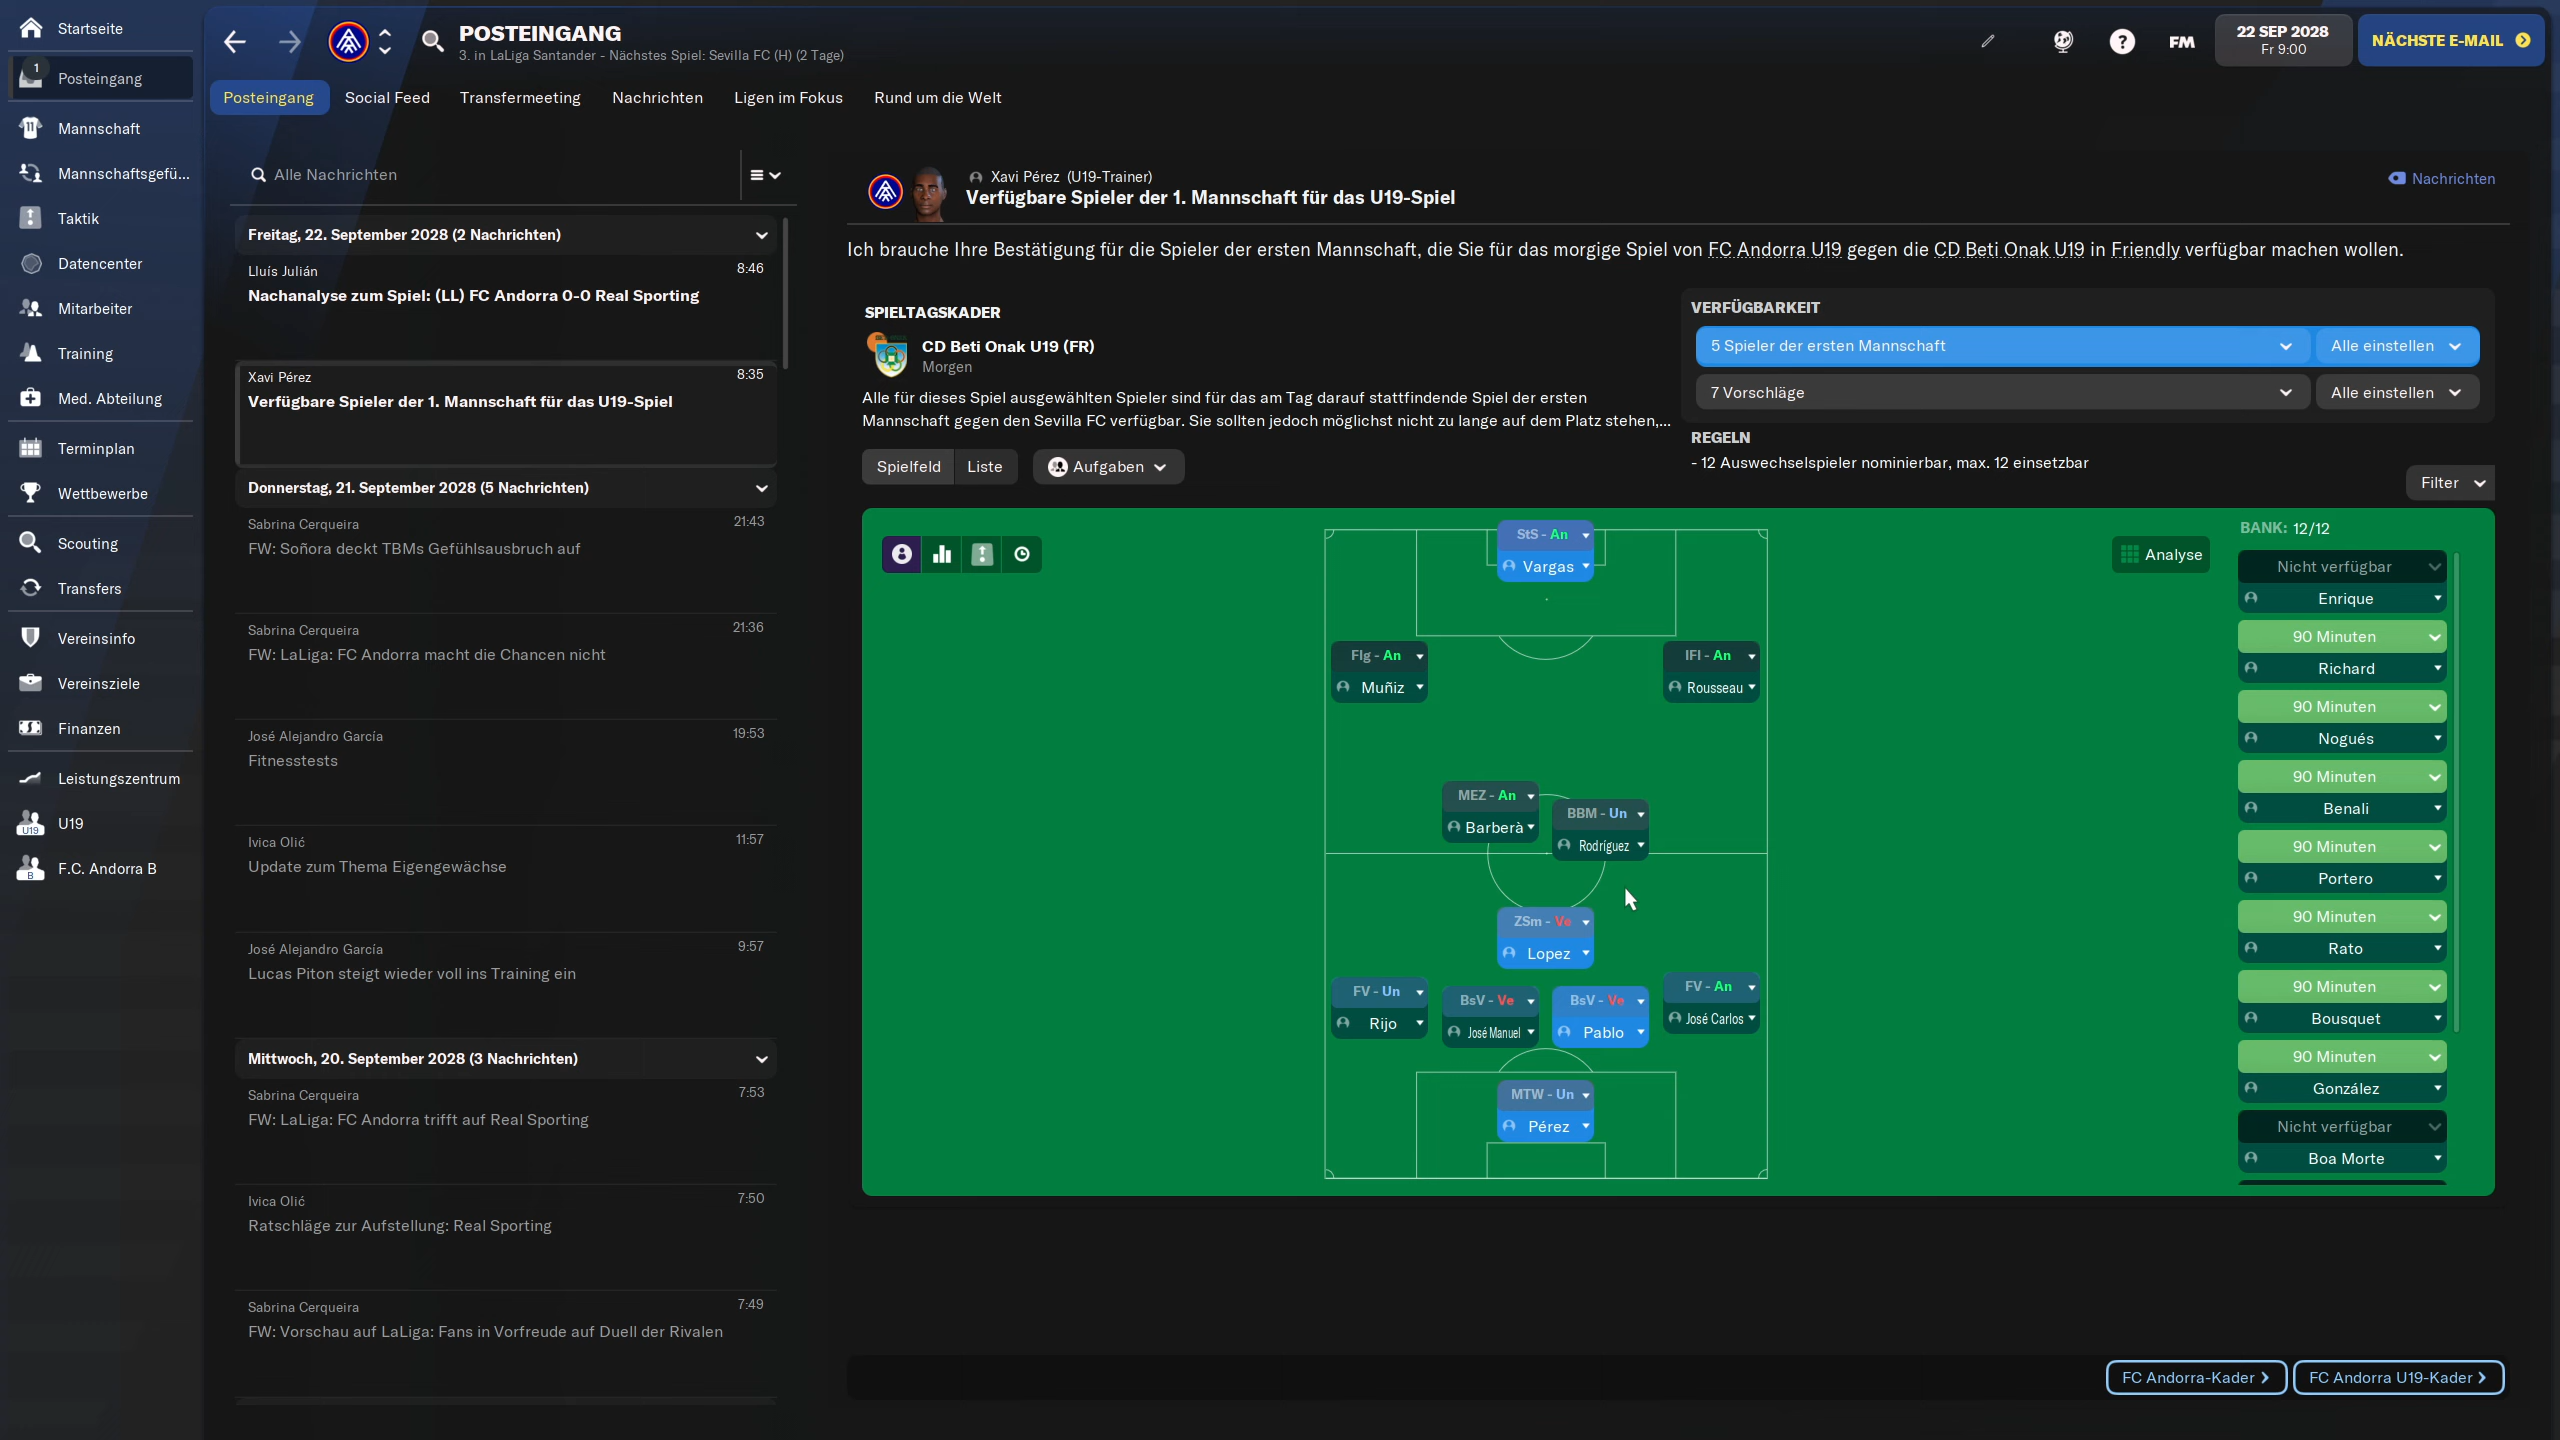 Startseite
1
Posteingang
Mannschaft
Mannschaftsgefü...
Taktik
Datencenter
Mitarbeiter
Training
Med. Abteilung
Terminplan
Wettbewerbe
Scouting
Transfers
Vereinsinfo
Vereinsziele
Finanzen
Leistungszentrum
U19
U19
B
F.C. Andorra B
POSTEINGANG
3. in LaLiga Santander - Nächstes Spiel: Sevilla FC (H) (2 Tage)
FM
22 SEP 2028
Fr 9:00
NÄCHSTE E-MAIL
Posteingang
Social Feed
Transfermeeting
Nachrichten
Ligen im Fokus
Rund um die Welt
Alle Nachrichten
Freitag, 22. September 2028 (2 Nachrichten)
Lluís Julián 8:46
Nachanalyse zum Spiel: (LL) FC Andorra 0-0 Real Sporting
Xavi Pérez 8:35
Verfügbare Spieler der 1. Mannschaft für das U19-Spiel
Donnerstag, 21. September 2028 (5 Nachrichten)
Sabrina Cerqueira 21:43
FW: Soñora deckt TBMs Gefühlsausbruch auf
Sabrina Cerqueira 21:36
FW: LaLiga: FC Andorra macht die Chancen nicht
José Alejandro García 19:53
Fitnesstests
Ivica Olić 11:57
Update zum Thema Eigengewächse
José Alejandro García 9:57
Lucas Piton steigt wieder voll ins Training ein
Mittwoch, 20. September 2028 (3 Nachrichten)
Sabrina Cerqueira 7:53
FW: LaLiga: FC Andorra trifft auf Real Sporting
Ivica Olić 7:50
Ratschläge zur Aufstellung: Real Sporting
Sabrina Cerqueira 7:49
FW: Vorschau auf LaLiga: Fans in Vorfreude auf Duell der Rivalen
Xavi Pérez (U19-Trainer)
Verfügbare Spieler der 1. Mannschaft für das U19-Spiel
Nachrichten
Ich brauche Ihre Bestätigung für die Spieler der ersten Mannschaft, die Sie für das morgige Spiel von FC Andorra U19 gegen die CD Beti Onak U19 in Friendly verfügbar machen wollen.
SPIELTAGSKADER
CD Beti Onak U19 (FR)
Morgen
Alle für dieses Spiel ausgewählten Spieler sind für das am Tag darauf stattfindende Spiel der ersten
Mannschaft gegen den Sevilla FC verfügbar. Sie sollten jedoch möglichst nicht zu lange auf dem Platz stehen,...
VERFÜGBARKEIT
5 Spieler der ersten Mannschaft
Alle einstellen
7 Vorschläge
Alle einstellen
REGELN
- 12 Auswechselspieler nominierbar, max. 12 einsetzbar
Spielfeld
Liste
Aufgaben
Filter
Analyse
StS - An
Vargas
Flg - An
Muñiz
IFl - An
Rousseau
MEZ - An
Barberà
BBM - Un
Rodríguez
ZSm - Ve
Lopez
FV - Un
Rijo
BsV - Ve
José Manuel
BsV - Ve
Pablo
FV - An
José Carlos
MTW - Un
Pérez
BANK: 12/12
Nicht verfügbar
Enrique
90 Minuten
Richard
90 Minuten
Nogués
90 Minuten
Benali
90 Minuten
Portero
90 Minuten
Rato
90 Minuten
Bousquet
90 Minuten
González
Nicht verfügbar
Boa Morte
FC Andorra-Kader
FC Andorra U19-Kader